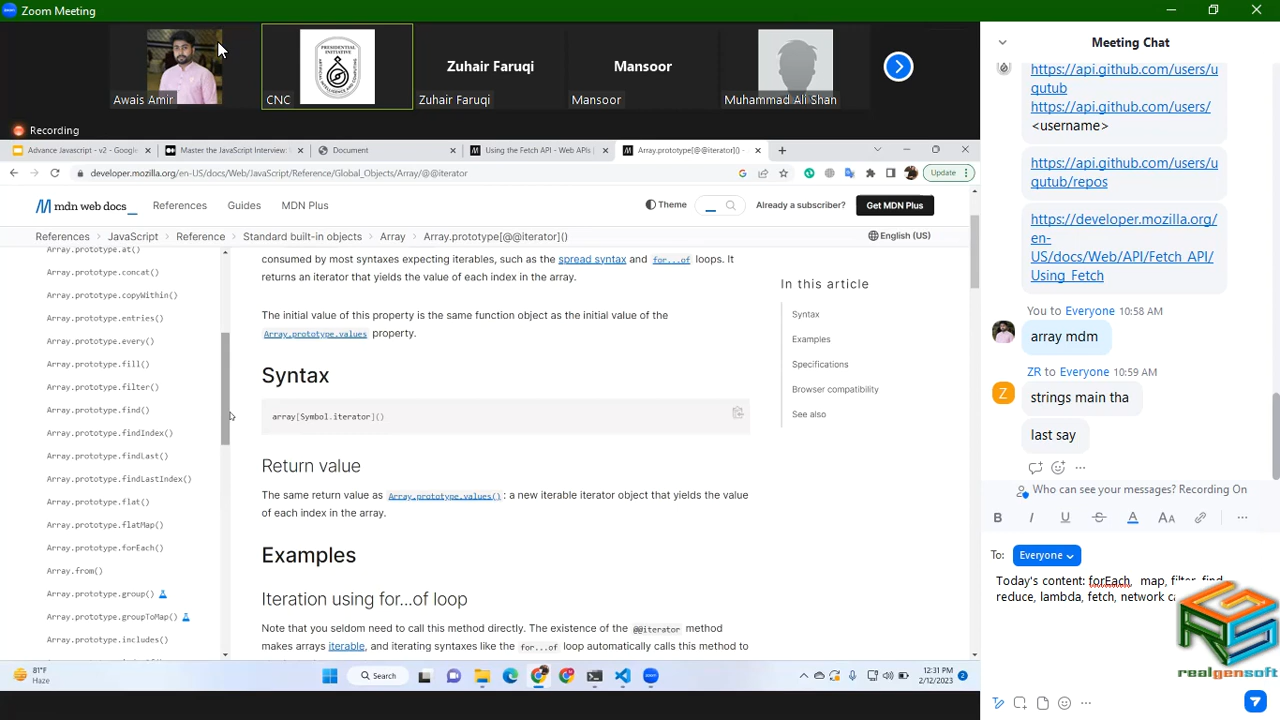 Zoom Meeting
PRESIDENTIAL
INITIATIVE
Zuhair Faruqi
Mansoor
Awais Amir
CNC
Zuhair Faruqi
Mansoor
Muhammad Ali Shan
Recording
Advance Javascript - v2 - Google
Master the JavaScript Interview:
Document
Using the Fetch API - Web APIs
Array.prototype[@@iterator]() -
developer.mozilla.org/en-US/docs/Web/JavaScript/Reference/Global_Objects/Array/@@iterator
Update
mdn web docs_
References
Guides
MDN Plus
Theme
Already a subscriber?
Get MDN Plus
References
JavaScript
Reference
Standard built-in objects
Array
Array.prototype[@@iterator]()
English (US)
Array.prototype.at()
Array.prototype.concat()
Array.prototype.copyWithin()
Array.prototype.entries()
Array.prototype.every()
Array.prototype.fill()
Array.prototype.filter()
Array.prototype.find()
Array.prototype.findIndex()
Array.prototype.findLast()
Array.prototype.findLastIndex()
Array.prototype.flat()
Array.prototype.flatMap()
Array.prototype.forEach()
Array.from()
Array.prototype.group()
Array.prototype.groupToMap()
Array.prototype.includes()
consumed by most syntaxes expecting iterables, such as the spread syntax and for...of loops. It
returns an iterator that yields the value of each index in the array.
The initial value of this property is the same function object as the initial value of the
Array.prototype.values property.
Syntax
array[Symbol.iterator]()
Return value
The same return value as Array.prototype.values(): a new iterable iterator object that yields the value
of each index in the array.
Examples
Iteration using for...of loop
Note that you seldom need to call this method directly. The existence of the @@iterator method
makes arrays iterable, and iterating syntaxes like the for...of loop automatically calls this method to
In this article
Syntax
Examples
Specifications
Browser compatibility
See also
81°F
Haze
Search
12:31 PM
2/12/2023
2
Meeting Chat
https://api.github.com/users/u
qutub
https://api.github.com/users/
<username>
https://api.github.com/users/u
qutub/repos
https://developer.mozilla.org/
en-
US/docs/Web/API/Fetch_API/
Using_Fetch
You to Everyone 10:58 AM
array mdm
ZR to Everyone 10:59 AM
Z
strings main tha
last say
Who can see your messages? Recording On
B I U S A AA
To: Everyone
Today's content: forEach, map, filter, find
reduce, lambda, fetch, network
realgensoft